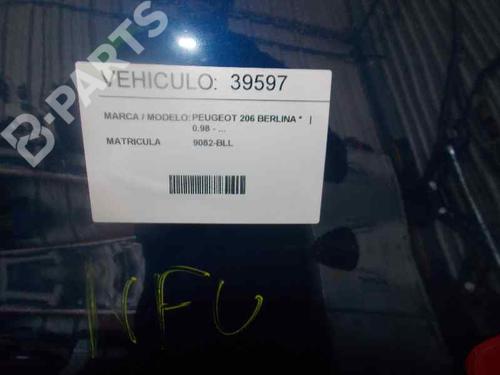 B-PARTS
VEHICULO: 39597
MARCA / MODELO: PEUGEOT 206 BERLINA * |
0.98 - ...
MATRICULA 9082-BLL
NFU